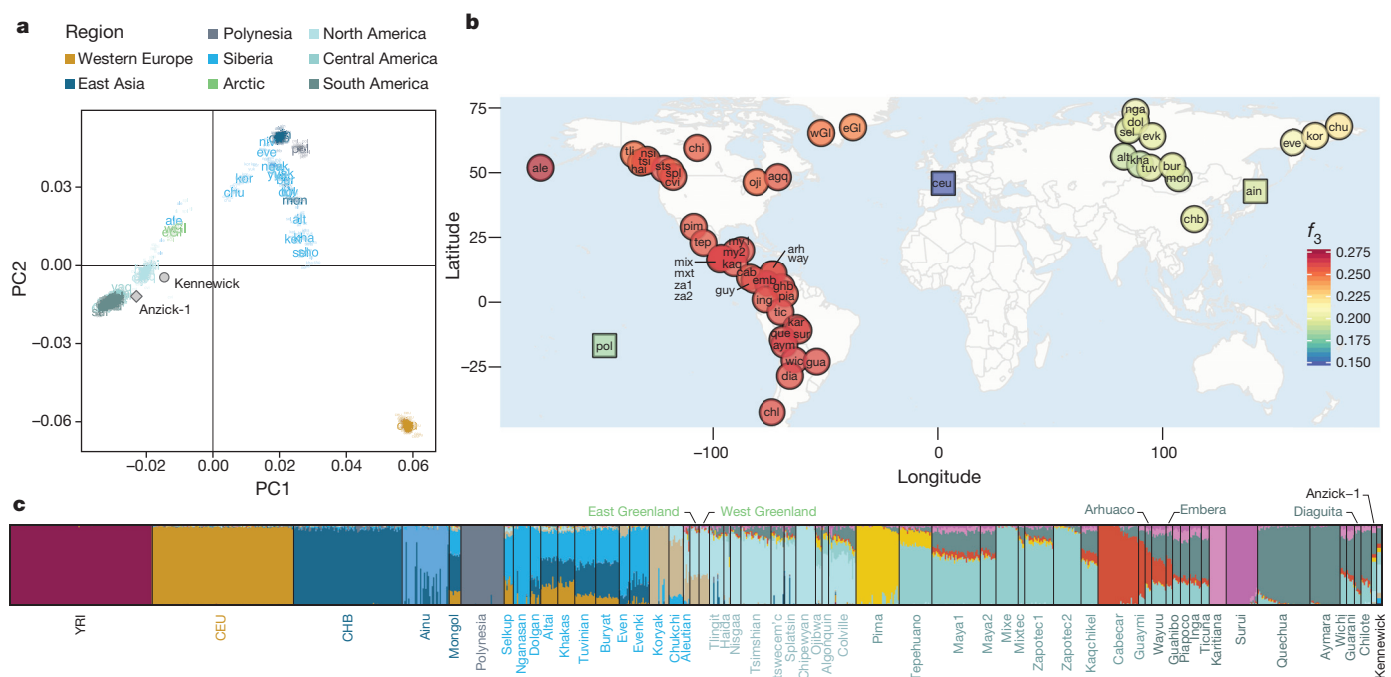 a
Region
Western Europe
East Asia
Polynesia
Siberia
Arctic
North America
Central America
South America
PC2
0.03
0.00
−0.03
−0.06
kor
chu
ale
alt
Kennewick
Anzick-1
−0.02
0.00
0.02
0.04
0.06
PC1
b
Latitude
75
50
25
0
−25
ale
tli
nsi
tsi
hai
sts
spl
cvi
chi
oji
agq
wGl
eGl
pim
tep
my1
my2
kaq
mix
mxt
za1
za2
arh
way
cab
emb
guy
ghb
pia
ing
tic
kar
que
sur
aym
wic
gua
dia
chl
pol
ceu
nga
dol
sel
evk
alt
kha
tuv
bur
mon
chb
ain
eve
kor
chu
f3
0.275
0.250
0.225
0.200
0.175
0.150
−100
0
100
Longitude
c
East Greenland
West Greenland
Arhuaco
Embera
Anzick−1
Diaguita
YRI
CEU
CHB
Ainu
Mongol
Polynesia
Selkup
Nganasan
Dolgan
Altai
Khakas
Tuvinian
Buryat
Even
Evenki
Koryak
Chukchi
Aleutian
Tlingit
Haida
Nisgaa
Tsimshian
Stswecem'c
Splatsin
Chipewyan
Ojibwa
Algonquin
Colville
Pima
Tepehuano
Maya1
Maya2
Mixe
Mixtec
Zapotec1
Zapotec2
Kaqchikel
Cabecar
Guaymi
Wayuu
Guahibo
Piapoco
Inga
Ticuna
Karitiana
Surui
Quechua
Aymara
Wichi
Guarani
Chilote
Kennewick